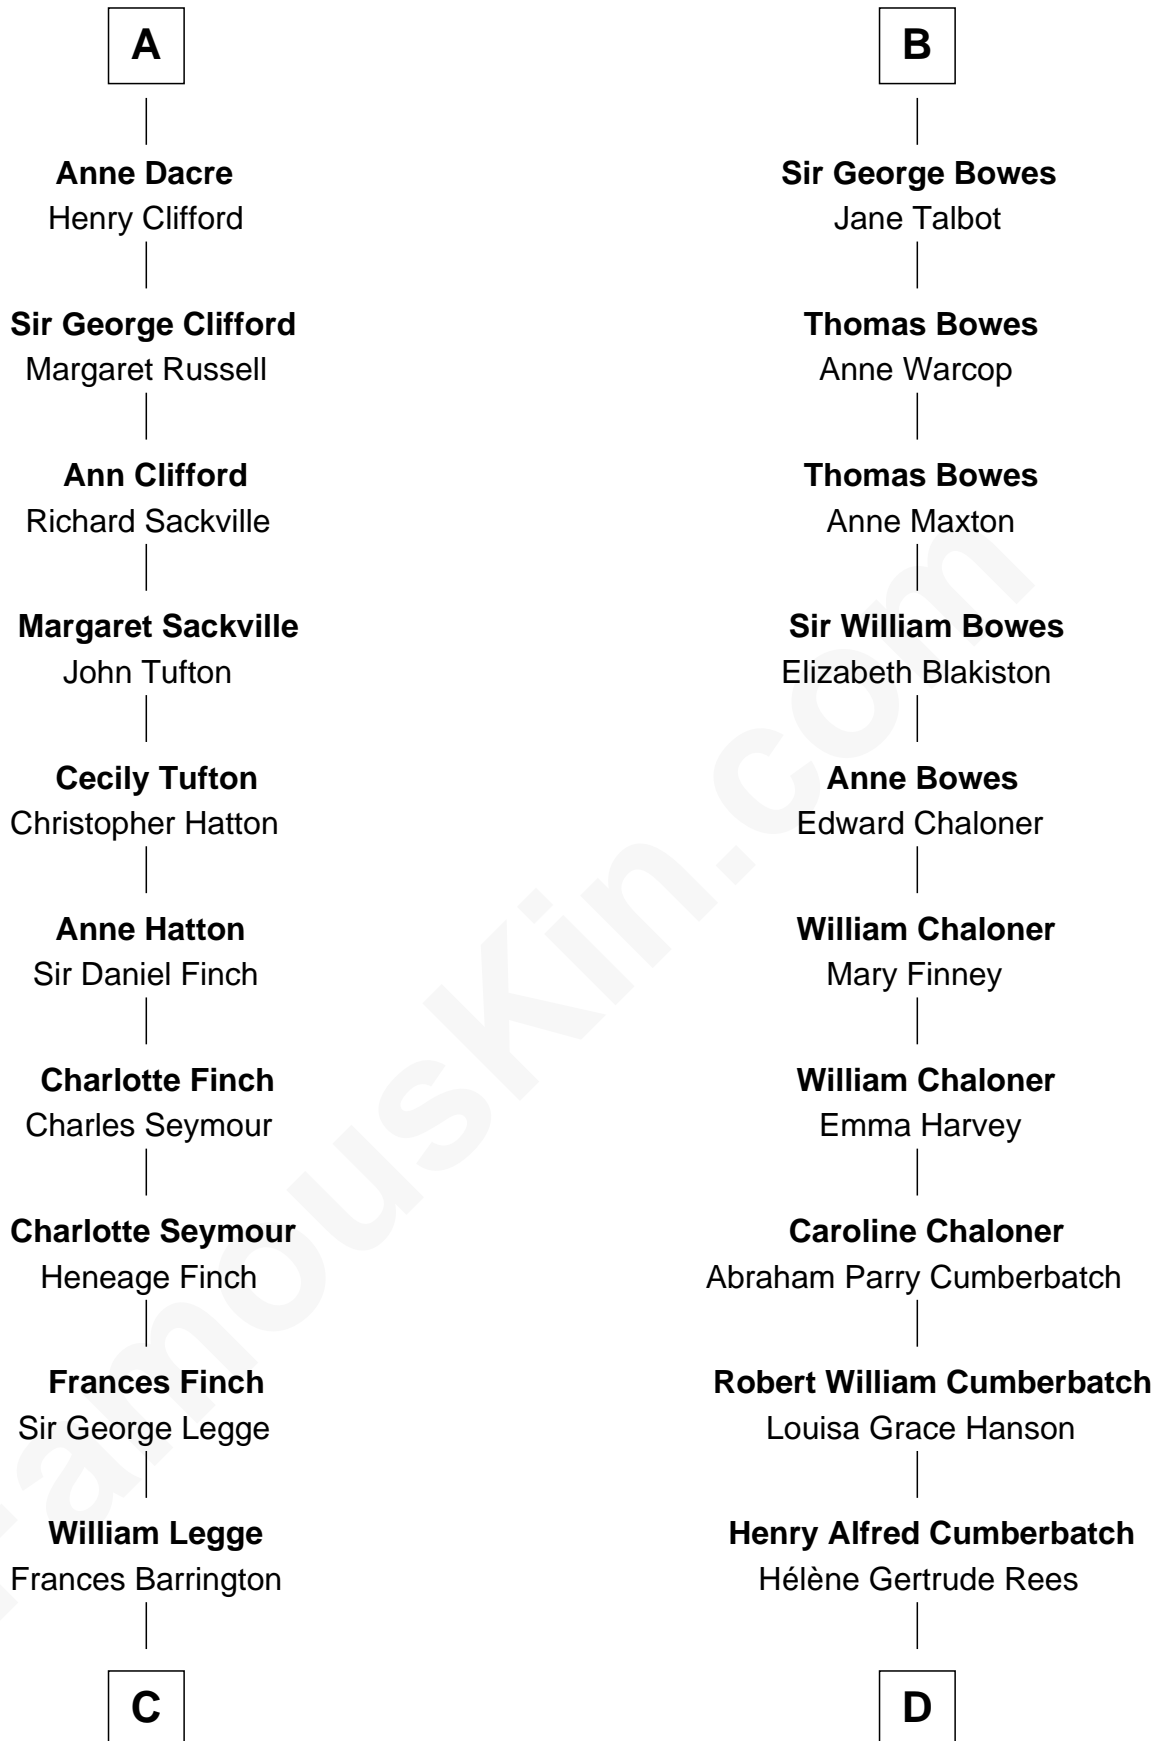 A
Anne Dacre
Henry Clifford
Sir George Clifford
Margaret Russell
Ann Clifford
Richard Sackville
Margaret Sackville
John Tufton
Cecily Tufton
Christopher Hatton
Anne Hatton
Sir Daniel Finch
Charlotte Finch
Charles Seymour
Charlotte Seymour
Heneage Finch
Frances Finch
Sir George Legge
William Legge
Frances Barrington
C
B
Sir George Bowes
Jane Talbot
Thomas Bowes
Anne Warcop
Thomas Bowes
Anne Maxton
Sir William Bowes
Elizabeth Blakiston
Anne Bowes
Edward Chaloner
William Chaloner
Mary Finney
William Chaloner
Emma Harvey
Caroline Chaloner
Abraham Parry Cumberbatch
Robert William Cumberbatch
Louisa Grace Hanson
Henry Alfred Cumberbatch
Hélène Gertrude Rees
D
FamousKin.com